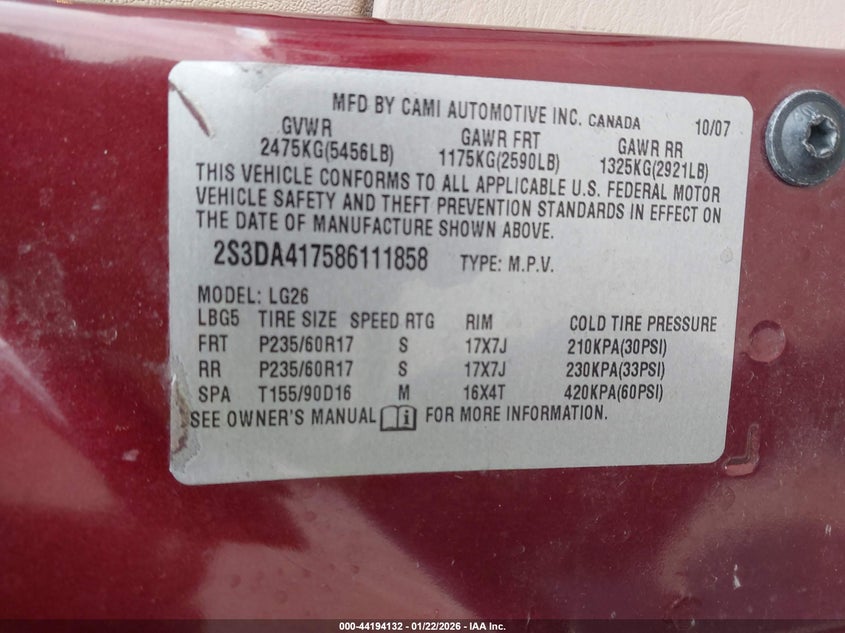 MFD BY CAMI AUTOMOTIVE INC. CANADA 10/07
GVWR GAWR FRT GAWR RR
2475KG(5456LB) 1175KG(2590LB) 1325KG(2921LB)
THIS VEHICLE CONFORMS TO ALL APPLICABLE U.S. FEDERAL MOTOR
VEHICLE SAFETY AND THEFT PREVENTION STANDARDS IN EFFECT ON
THE DATE OF MANUFACTURE SHOWN ABOVE.
2S3DA417586111858 TYPE: M.P.V.
MODEL: LG26
LBG5 TIRE SIZE SPEED RTG RIM COLD TIRE PRESSURE
FRT P235/60R17 S 17X7J 210KPA(30PSI)
RR P235/60R17 S 17X7J 230KPA(33PSI)
SPA T155/90D16 M 16X4T 420KPA(60PSI)
SEE OWNER'S MANUAL FOR MORE INFORMATION.
000-44194132 - 01/22/2026 - IAA Inc.